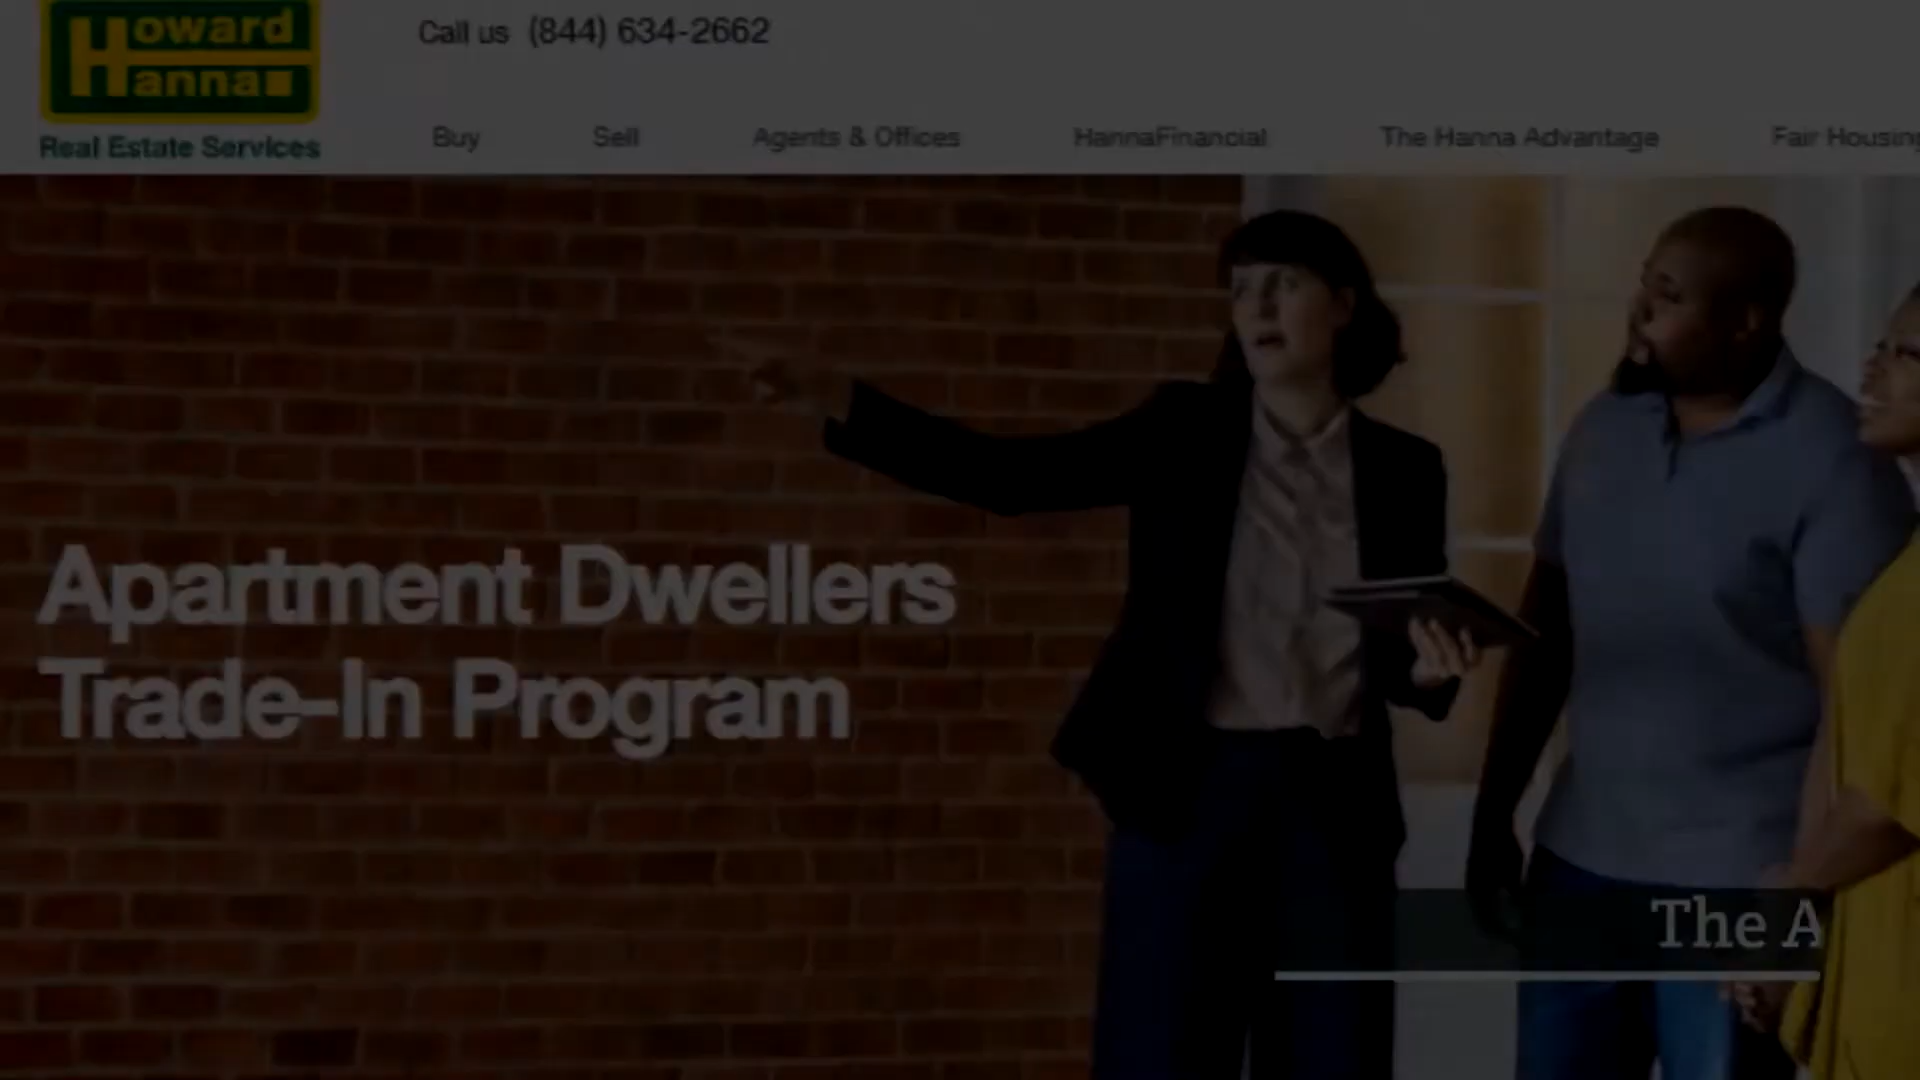 Howard
Hanna
Real Estate Services
Call us (844) 634-2662
Buy Sell Agents & Offices HannaFinancial The Hanna Advantage Fair Housing
Apartment Dwellers
Trade-In Program
The A